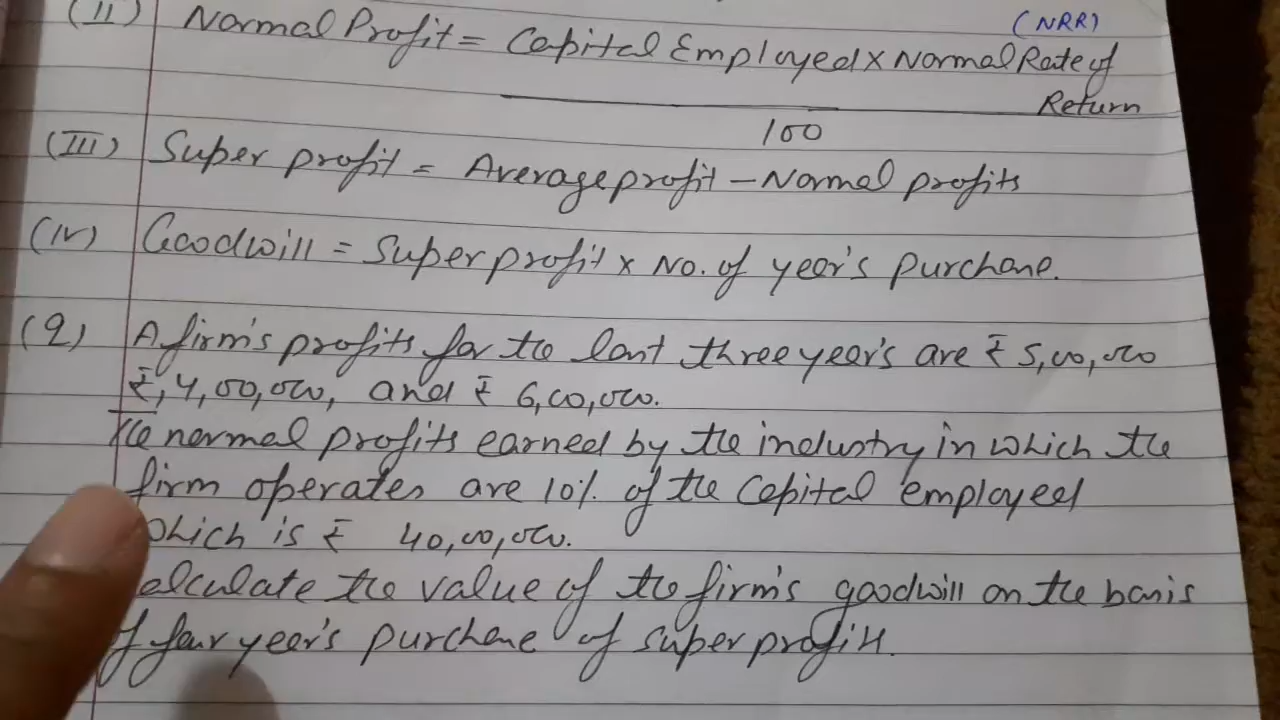 (II) Normal Profit = Capital Employed x Normal Rate of
(NRR)
Return
100
(III) Super profit = Average profit - Normal profits
(IV) Goodwill = Super profit x No. of year's purchase.
(2) A firm's profits for the last three year's are ₹ 5,00,000
₹, 4,00,000, and ₹ 6,00,000.
The normal profits earned by the industry in which the
firm operates are 10% of the capital employed
which is ₹ 40,00,000.
alculate the value of the firm's goodwill on the basis
f four year's purchase of super profit.